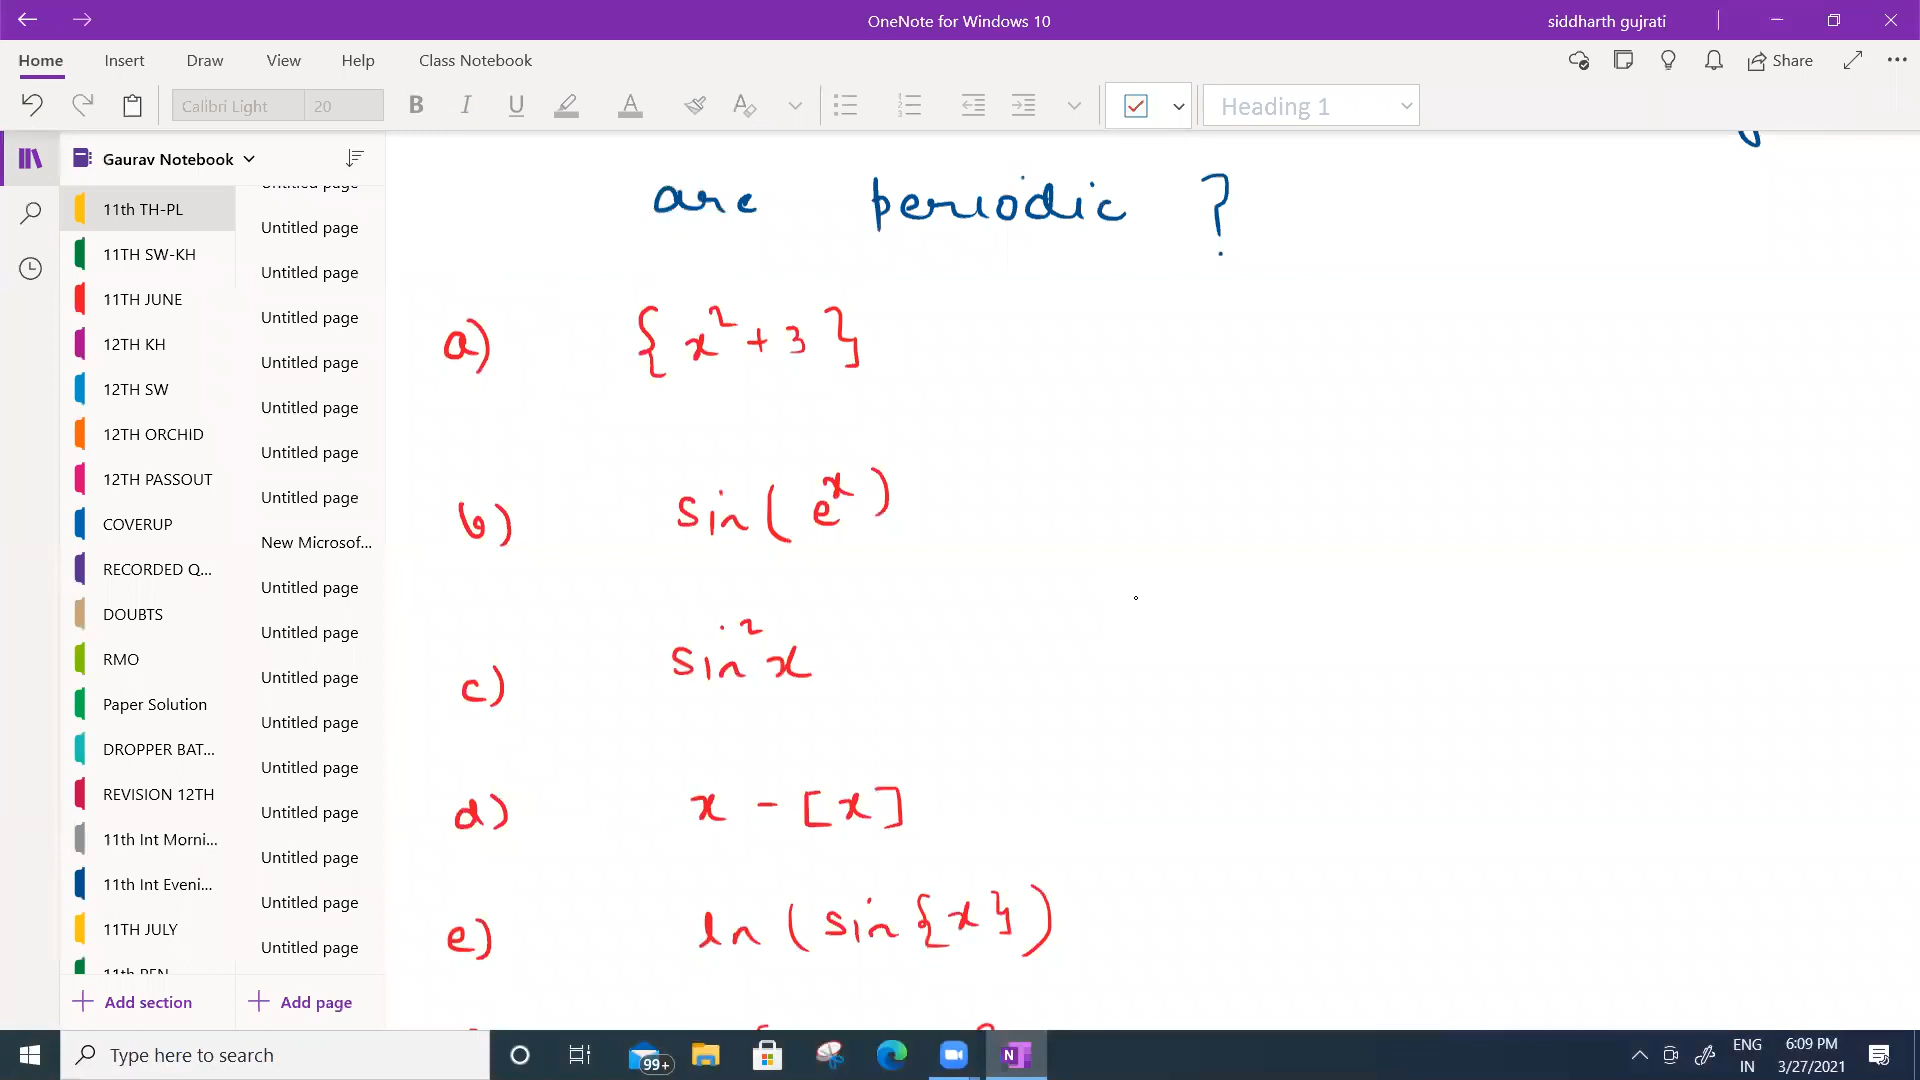 OneNote for Windows 10
siddharth gujrati
Home Insert Draw View Help Class Notebook
Share
Calibri Light 20
Heading 1
Gaurav Notebook
11th TH-PL
11TH SW-KH
11TH JUNE
12TH KH
12TH SW
12TH ORCHID
12TH PASSOUT
COVERUP
RECORDED Q...
DOUBTS
RMO
Paper Solution
DROPPER BAT...
REVISION 12TH
11th Int Morni...
11th Int Eveni...
11TH JULY
Add section
Untitled page
Untitled page
Untitled page
Untitled page
Untitled page
Untitled page
Untitled page
Untitled page
New Microsof...
Untitled page
Untitled page
Untitled page
Untitled page
Untitled page
Untitled page
Untitled page
Untitled page
Untitled page
Add page
are periodic ?
a) {x²+3}
b) sin(eˣ)
c) sin²x
d) x - [x]
e) ln(sin{x})
Type here to search
99+
ENG
IN
6:09 PM
3/27/2021